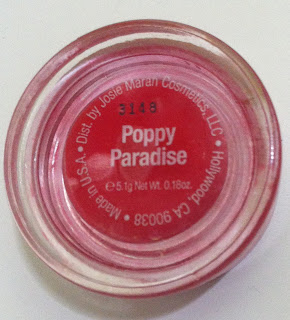 Dist. by Josie Maran Cosmetics, LLC • Hollywood, CA 90038 • Made in U.S.A •
3148
Poppy
Paradise
℮ 5.1g Net Wt. 0.18oz.